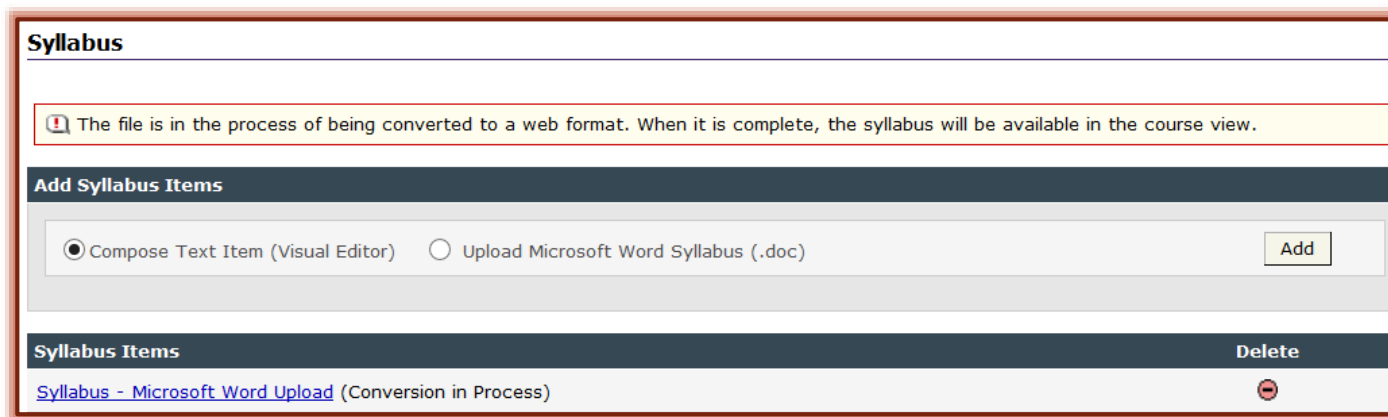 Syllabus
The file is in the process of being converted to a web format. When it is complete, the syllabus will be available in the course view.
Add Syllabus Items
Compose Text Item (Visual Editor) Upload Microsoft Word Syllabus (.doc) Add
Syllabus Items Delete
Syllabus - Microsoft Word Upload (Conversion in Process)